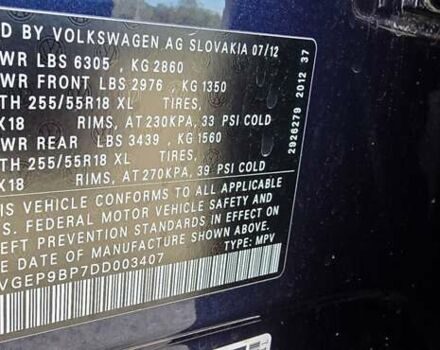 D BY VOLKSWAGEN AG SLOVAKIA 07/12
WR LBS 6305 , KG 2860
WR FRONT LBS 2976 , KG 1350
TH 255/55R18 XL TIRES,
X18 RIMS, AT 230KPA, 33 PSI COLD
WR REAR LBS 3439 , KG 1560
TH 255/55R18 XL TIRES,
X18 RIMS, AT 270KPA, 39 PSI COLD
IS VEHICLE CONFORMS TO ALL APPLICABLE
S. FEDERAL MOTOR VEHICLE SAFETY AND
EFT PREVENTION STANDARDS IN EFFECT ON
E DATE OF MANUFACTURE SHOWN ABOVE.
VGEP9BP7DD003407 TYPE: MPV
2926279 2012 37